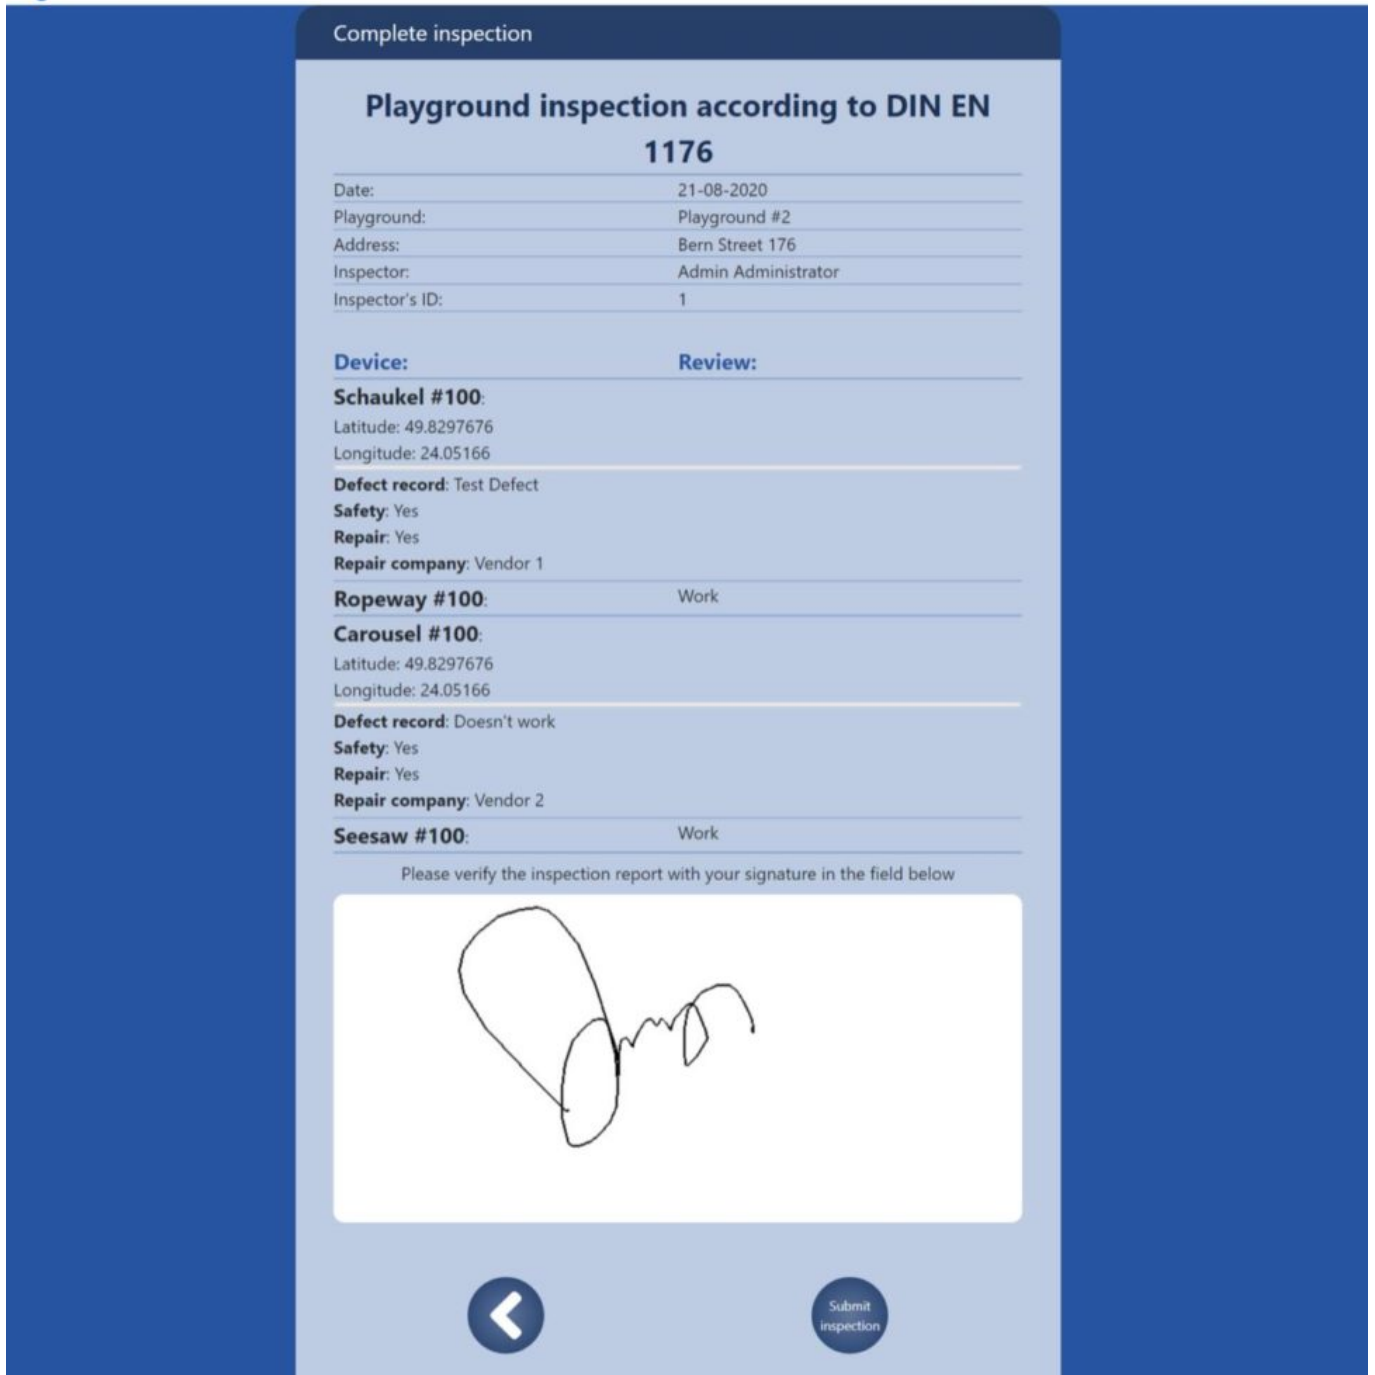 Complete inspection
Playground inspection according to DIN EN
1176
Date: 21-08-2020
Playground: Playground #2
Address: Bern Street 176
Inspector: Admin Administrator
Inspector's ID: 1
Device: Review:
Schaukel #100:
Latitude: 49.8297676
Longitude: 24.05166
Defect record: Test Defect
Safety: Yes
Repair: Yes
Repair company: Vendor 1
Ropeway #100: Work
Carousel #100:
Latitude: 49.8297676
Longitude: 24.05166
Defect record: Doesn't work
Safety: Yes
Repair: Yes
Repair company: Vendor 2
Seesaw #100: Work
Please verify the inspection report with your signature in the field below
Submit
inspection